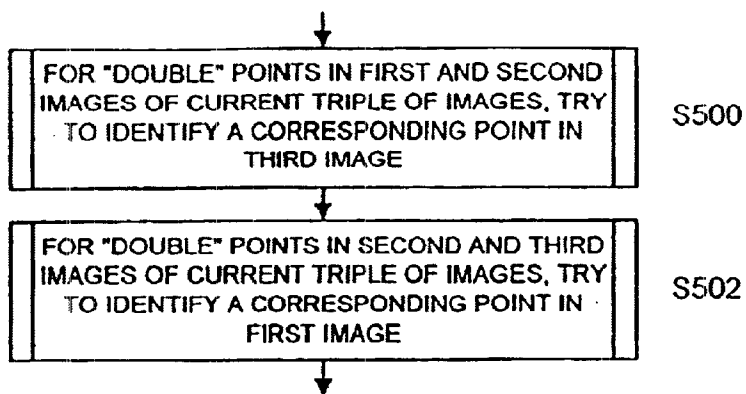 FOR "DOUBLE" POINTS IN FIRST AND SECOND
IMAGES OF CURRENT TRIPLE OF IMAGES, TRY
TO IDENTIFY A CORRESPONDING POINT IN
THIRD IMAGE
S500
FOR "DOUBLE" POINTS IN SECOND AND THIRD
IMAGES OF CURRENT TRIPLE OF IMAGES, TRY
TO IDENTIFY A CORRESPONDING POINT IN
FIRST IMAGE
S502